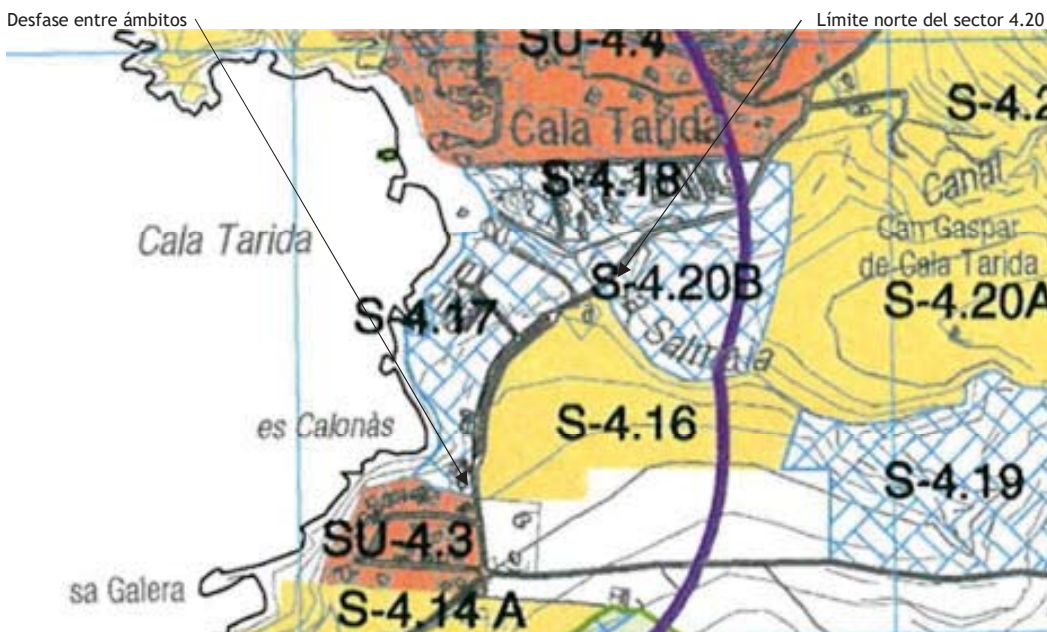 Desfase entre ámbitos
Límite norte del sector 4.20
SU-4.4
Cala Tarida
S-4.2
S-4.18
Canal
Cala Tarida
Can Gaspar
de Cala Tarida
S-4.20B
S-4.20A
S-4.17
Salmaia
es Calonàs
S-4.16
S-4.19
SU-4.3
sa Galera
S-4.14 A